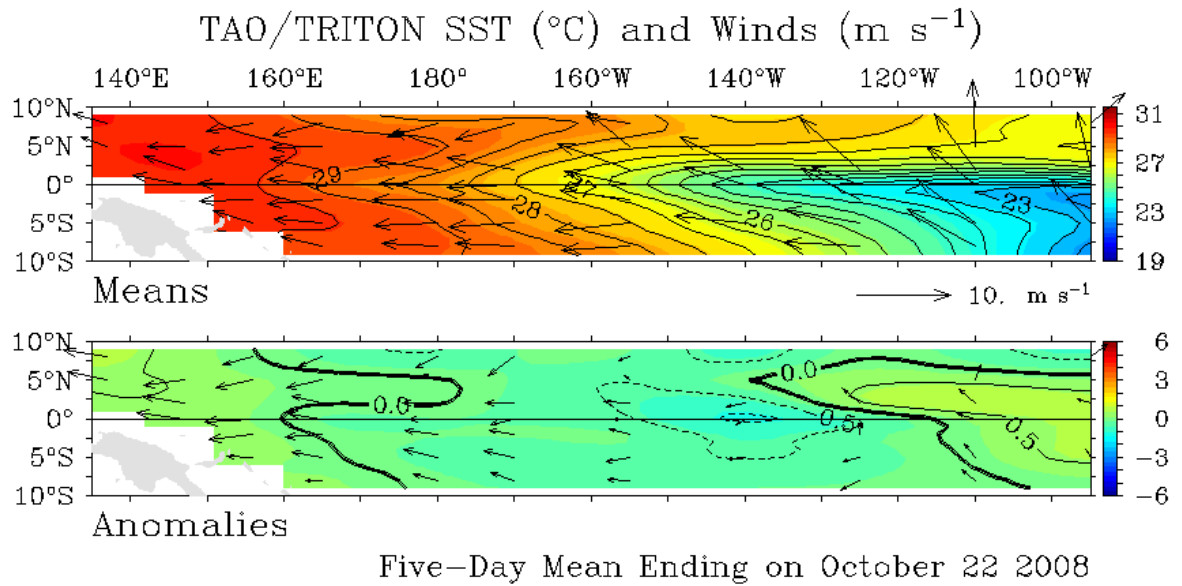 TAO/TRITON SST (°C) and Winds (m s⁻¹)
140°E 160°E 180° 160°W 140°W 120°W 100°W
10°N
5°N
0°
5°S
10°S
29
28
27
26
23
31
27
23
19
Means
10. m s⁻¹
10°N
5°N
0°
5°S
10°S
0.0
0.0
0.5
0.5
6
3
0
-3
-6
Anomalies
Five-Day Mean Ending on October 22 2008